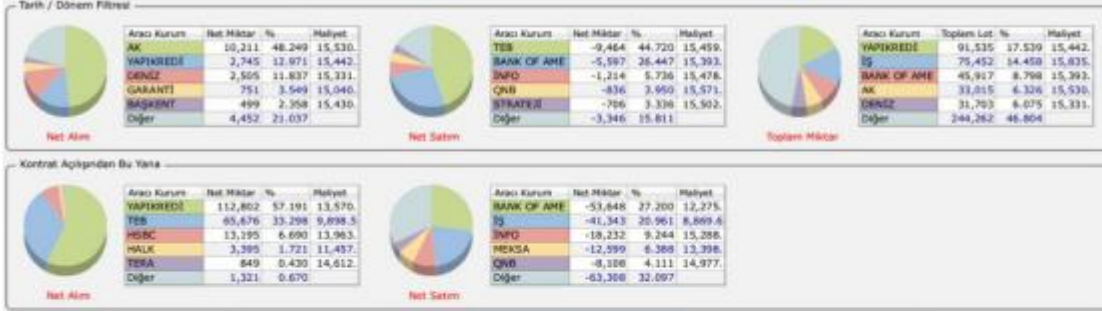 Tarih / Dönem Filtresi
Aracı Kurum Net Miktar % Maliyet
AK 10,211 48.249 15,530.
YAPIKREDİ 2,745 12.971 15,442.
DENİZ 2,505 11.837 15,331.
GARANTİ 751 3.549 15,040.
BAŞKENT 499 2.358 15,430.
Diğer 4,452 21.037
Net Alım
Aracı Kurum Net Miktar % Maliyet
TEB -9,464 44.720 15,459.
BANK OF AME -5,597 26.447 15,393.
İNFO -1,214 5.736 15,478.
QNB -836 3.950 15,571.
STRATEJİ -706 3.336 15,502.
Diğer -3,346 15.811
Net Satım
Aracı Kurum Toplam Lot % Maliyet
YAPIKREDİ 91,535 17.539 15,442.
İŞ 75,452 14.458 15,835.
BANK OF AME 45,917 8.798 15,393.
AK 33,015 6.326 15,530.
DENİZ 31,703 6.075 15,331.
Diğer 244,262 46.804
Toplam Miktar
Kontrat Açılışından Bu Yana
Aracı Kurum Net Miktar % Maliyet
YAPIKREDİ 112,802 57.191 13,570.
TEB 65,676 33.298 9,898.5
HSBC 13,195 6.690 13,963.
HALK 3,395 1.721 11,457.
TERA 849 0.430 14,612.
Diğer 1,321 0.670
Net Alım
Aracı Kurum Net Miktar % Maliyet
BANK OF AME -53,648 27.200 12,275.
İŞ -41,343 20.961 8,869.6
İNFO -18,232 9.244 15,288.
MEKSA -12,599 6.388 13,398.
QNB -8,108 4.111 14,977.
Diğer -63,308 32.097
Net Satım